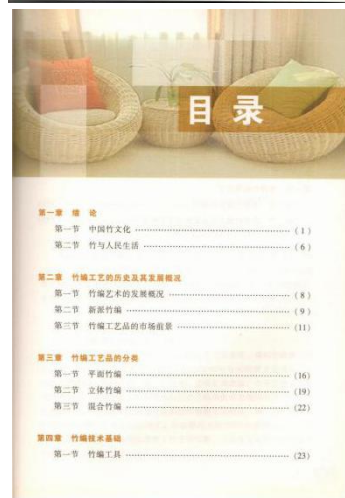 目录
第一章 绪 论
第一节 中国竹文化 ………………………… (1)
第二节 竹与人民生活 ………………………… (6)
第二章 竹编工艺的历史及其发展概况
第一节 竹编艺术的发展概况 ………………………… (8)
第二节 新派竹编 ………………………… (9)
第三节 竹编工艺品的市场前景 ………………………… (11)
第三章 竹编工艺品的分类
第一节 平面竹编 ………………………… (16)
第二节 立体竹编 ………………………… (19)
第三节 混合竹编 ………………………… (22)
第四章 竹编技术基础
第一节 竹编工具 ………………………… (23)